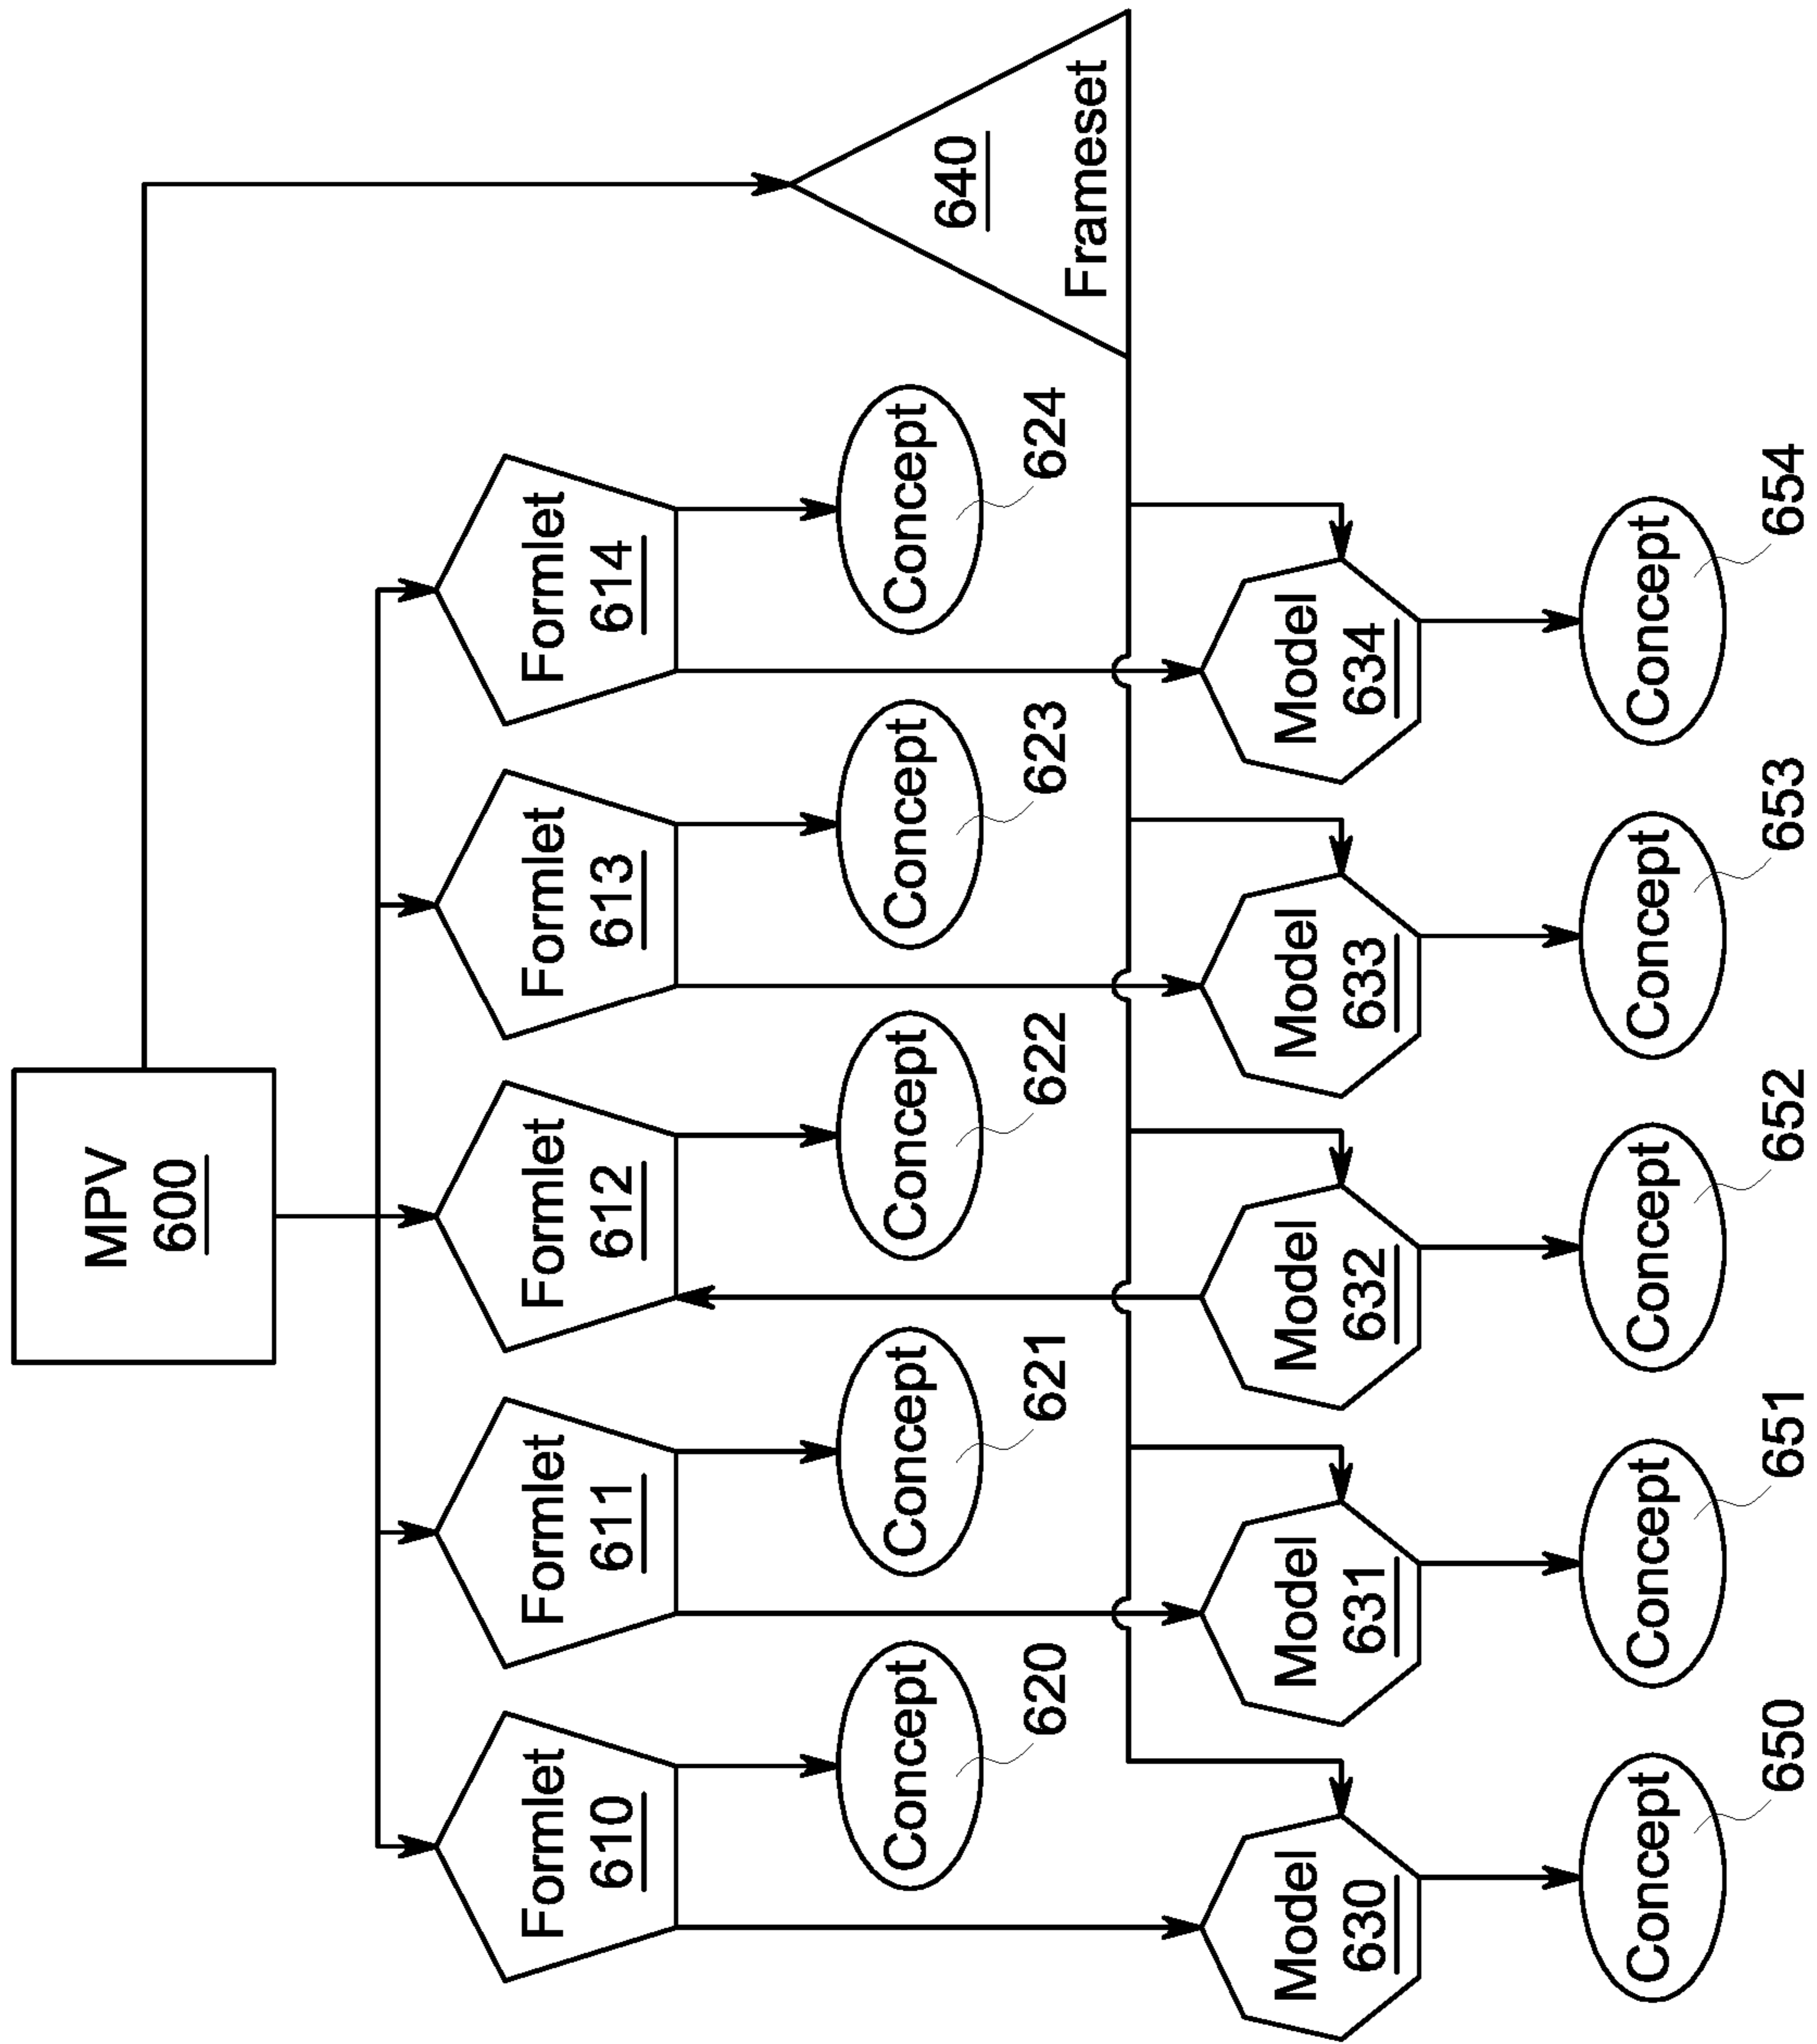 MPV
600
Formlet
610
Formlet
611
Formlet
612
Formlet
613
Formlet
614
Concept
620
Concept
621
Concept
622
Concept
623
Concept
624
640
Frameset
Model
630
Model
631
Model
632
Model
633
Model
634
Concept
650
Concept
651
Concept
652
Concept
653
Concept
654